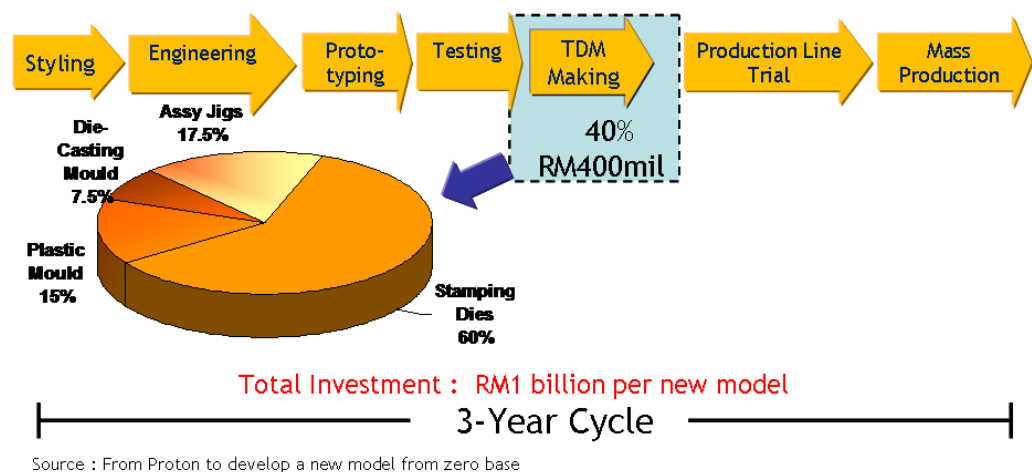 Styling
Engineering
Proto-
typing
Testing
TDM
Making
Production Line
Trial
Mass
Production
40%
RM400mil
Assy Jigs
17.5%
Die-
Casting
Mould
7.5%
Plastic
Mould
15%
Stamping
Dies
60%
Total Investment : RM1 billion per new model
3-Year Cycle
Source : From Proton to develop a new model from zero base